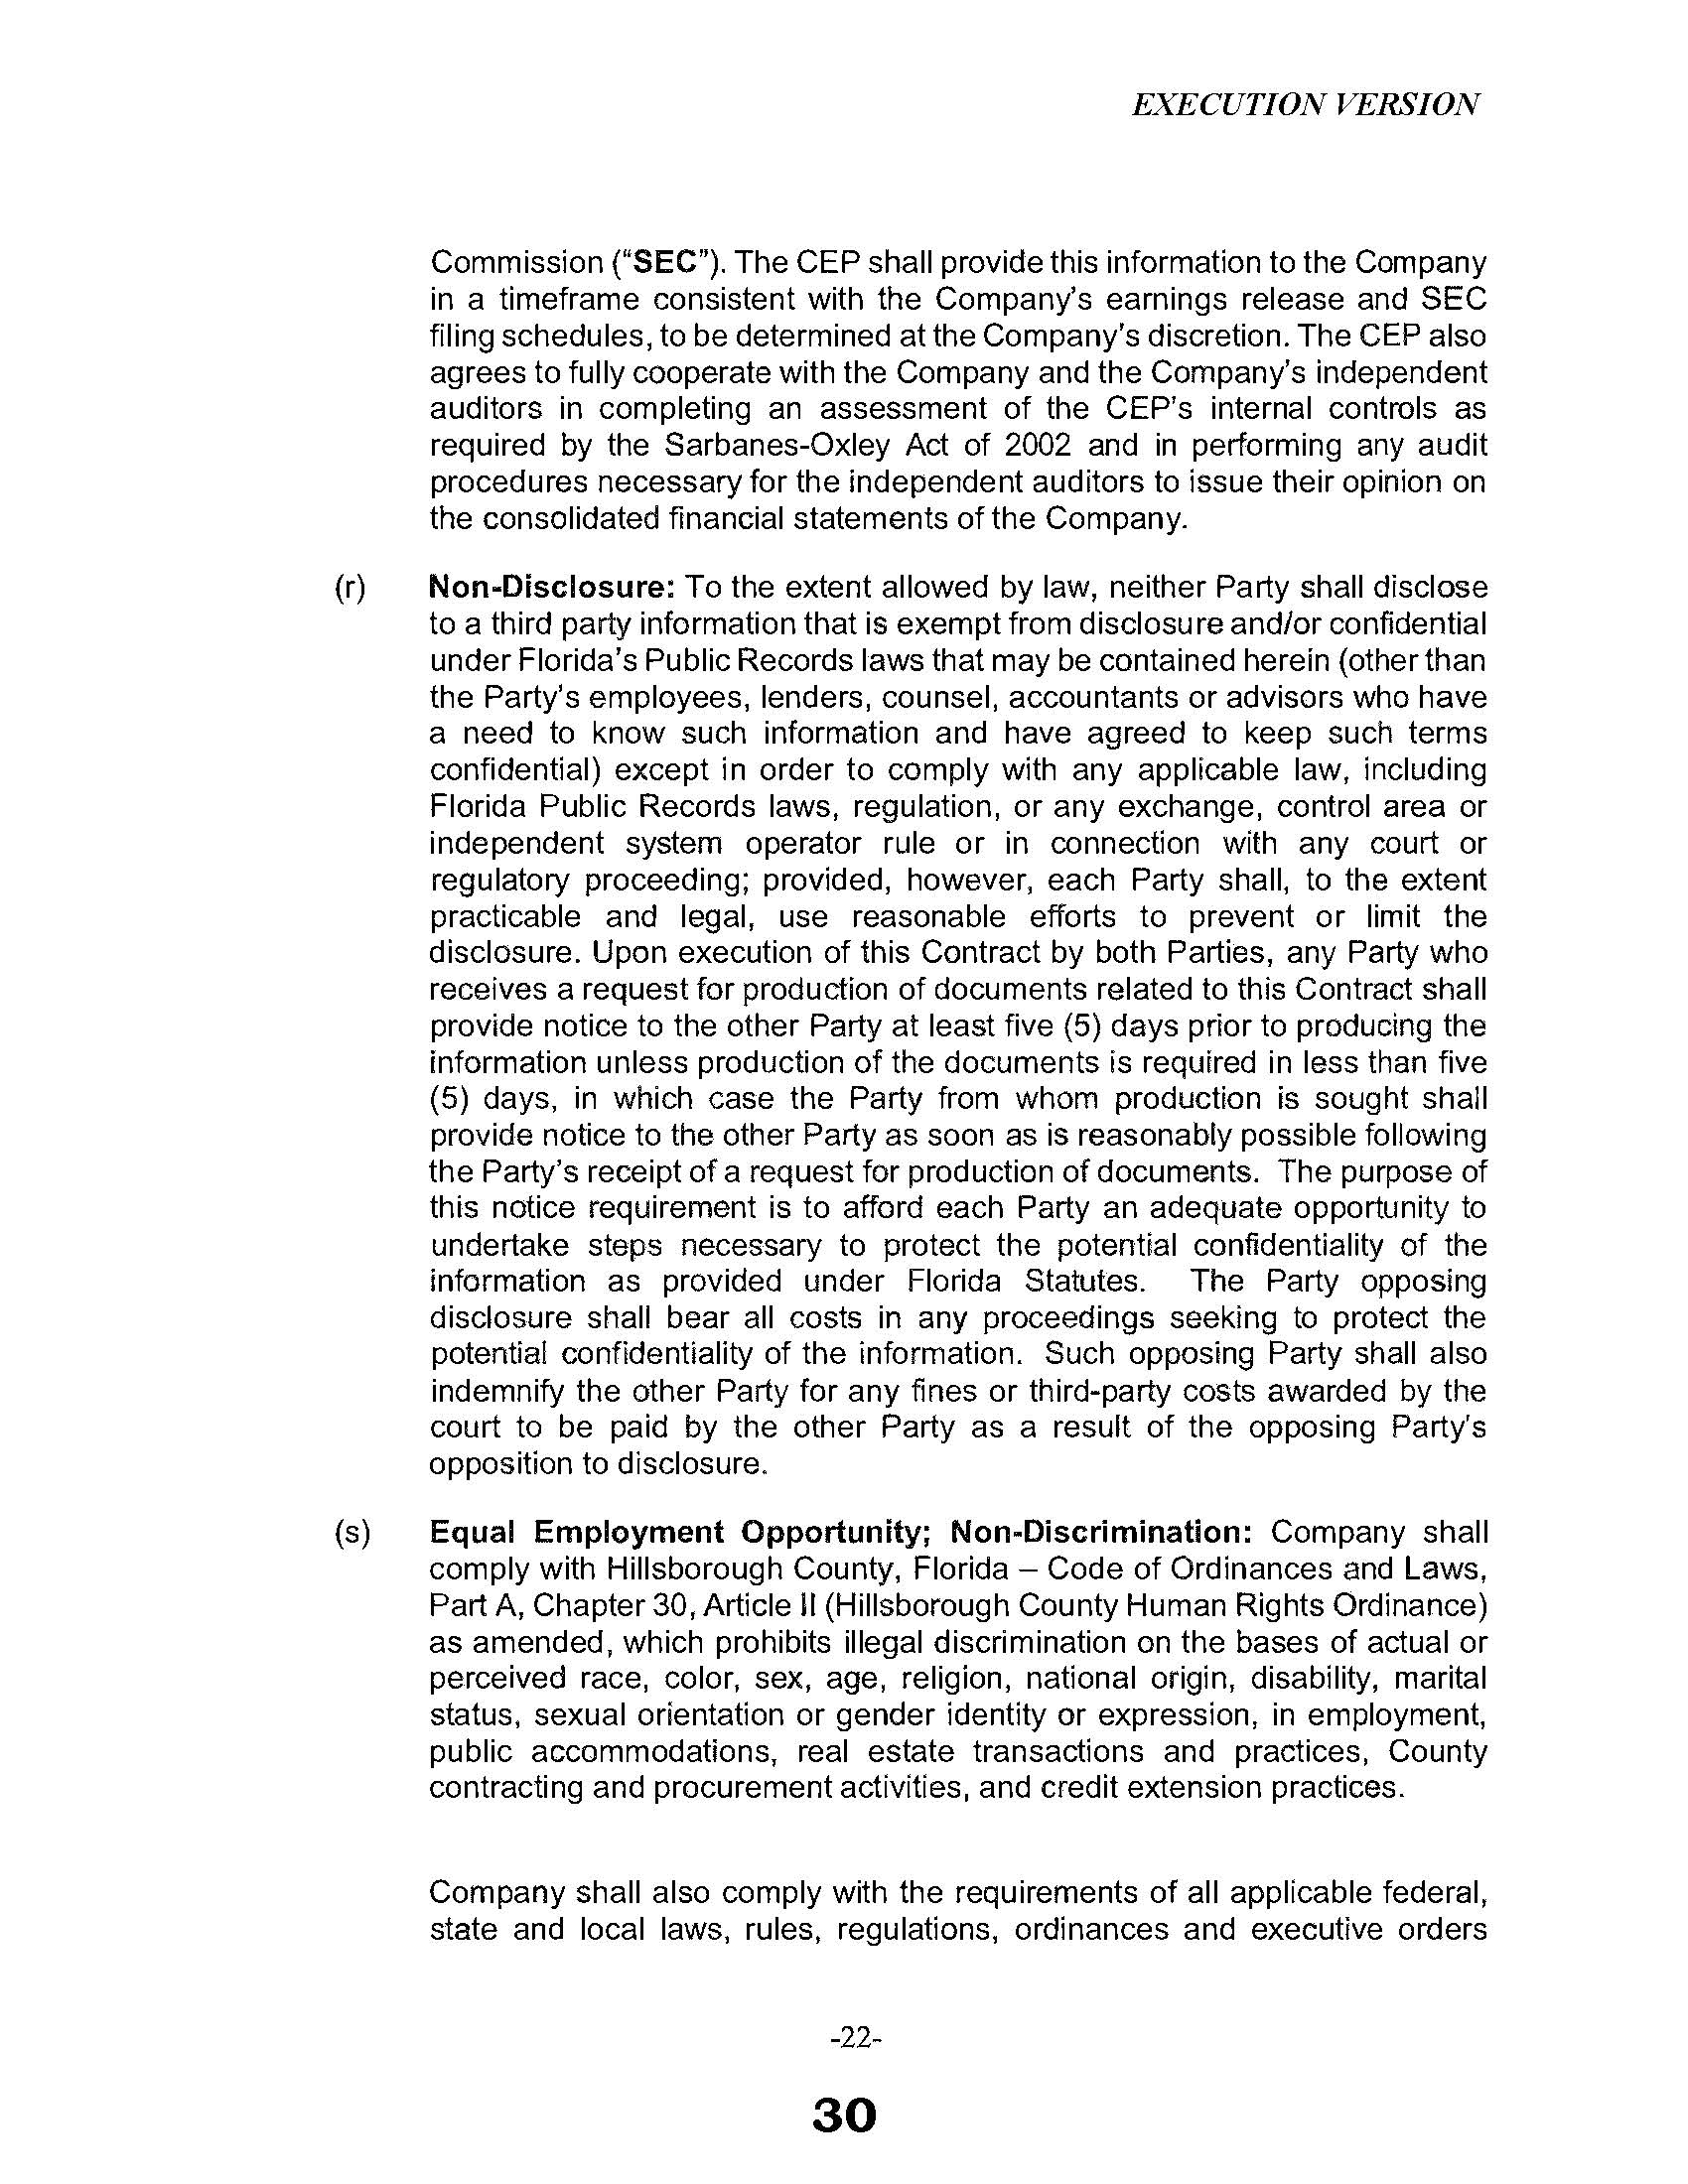 EXECUTION VERSION
Commission (“SEC”). The CEP shall provide this information to the Company
in a timeframe consistent with the Company’s earnings release and SEC
filing schedules, to be determined at the Company’s discretion. The CEP also
agrees to fully cooperate with the Company and the Company’s independent
auditors in completing an assessment of the CEP’s internal controls as
required by the Sarbanes-Oxley Act of 2002 and in performing any audit
procedures necessary for the independent auditors to issue their opinion on
the consolidated financial statements of the Company.
(r) Non-Disclosure: To the extent allowed by law, neither Party shall disclose
to a third party information that is exempt from disclosure and/or confidential
under Florida’s Public Records laws that may be contained herein (other than
the Party’s employees, lenders, counsel, accountants or advisors who have
a need to know such information and have agreed to keep such terms
confidential) except in order to comply with any applicable law, including
Florida Public Records laws, regulation, or any exchange, control area or
independent system operator rule or in connection with any court or
regulatory proceeding; provided, however, each Party shall, to the extent
practicable and legal, use reasonable efforts to prevent or limit the
disclosure. Upon execution of this Contract by both Parties, any Party who
receives a request for production of documents related to this Contract shall
provide notice to the other Party at least five (5) days prior to producing the
information unless production of the documents is required in less than five
(5) days, in which case the Party from whom production is sought shall
provide notice to the other Party as soon as is reasonably possible following
the Party’s receipt of a request for production of documents. The purpose of
this notice requirement is to afford each Party an adequate opportunity to
undertake steps necessary to protect the potential confidentiality of the
information as provided under Florida Statutes. The Party opposing
disclosure shall bear all costs in any proceedings seeking to protect the
potential confidentiality of the information. Such opposing Party shall also
indemnify the other Party for any fines or third-party costs awarded by the
court to be paid by the other Party as a result of the opposing Party's
opposition to disclosure.
(s) Equal Employment Opportunity; Non-Discrimination: Company shall
comply with Hillsborough County, Florida – Code of Ordinances and Laws,
Part A, Chapter 30, Article II (Hillsborough County Human Rights Ordinance)
as amended, which prohibits illegal discrimination on the bases of actual or
perceived race, color, sex, age, religion, national origin, disability, marital
status, sexual orientation or gender identity or expression, in employment,
public accommodations, real estate transactions and practices, County
contracting and procurement activities, and credit extension practices.
Company shall also comply with the requirements of all applicable federal,
state and local laws, rules, regulations, ordinances and executive orders
-22-
30